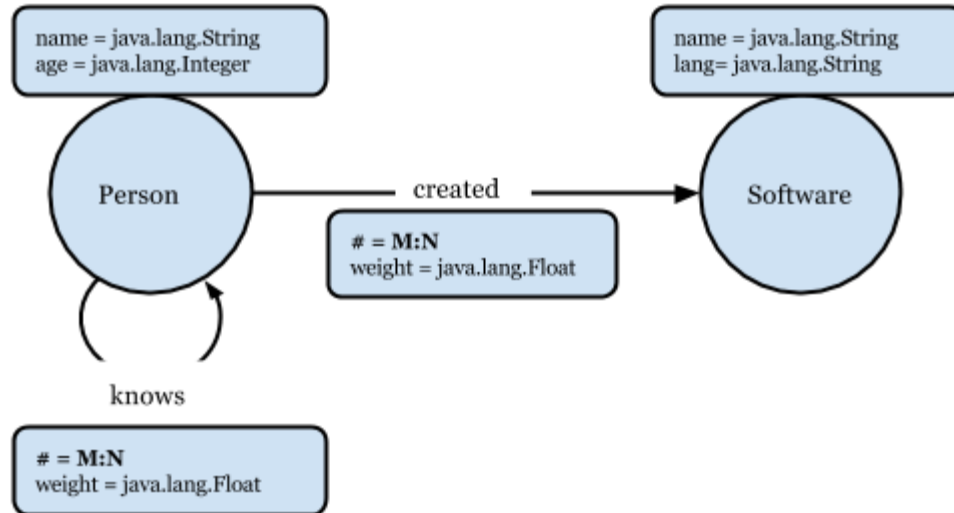 name = java.lang.String
age = java.lang.Integer
name = java.lang.String
lang= java.lang.String
Person
created
Software
# = M:N
weight = java.lang.Float
knows
# = M:N
weight = java.lang.Float